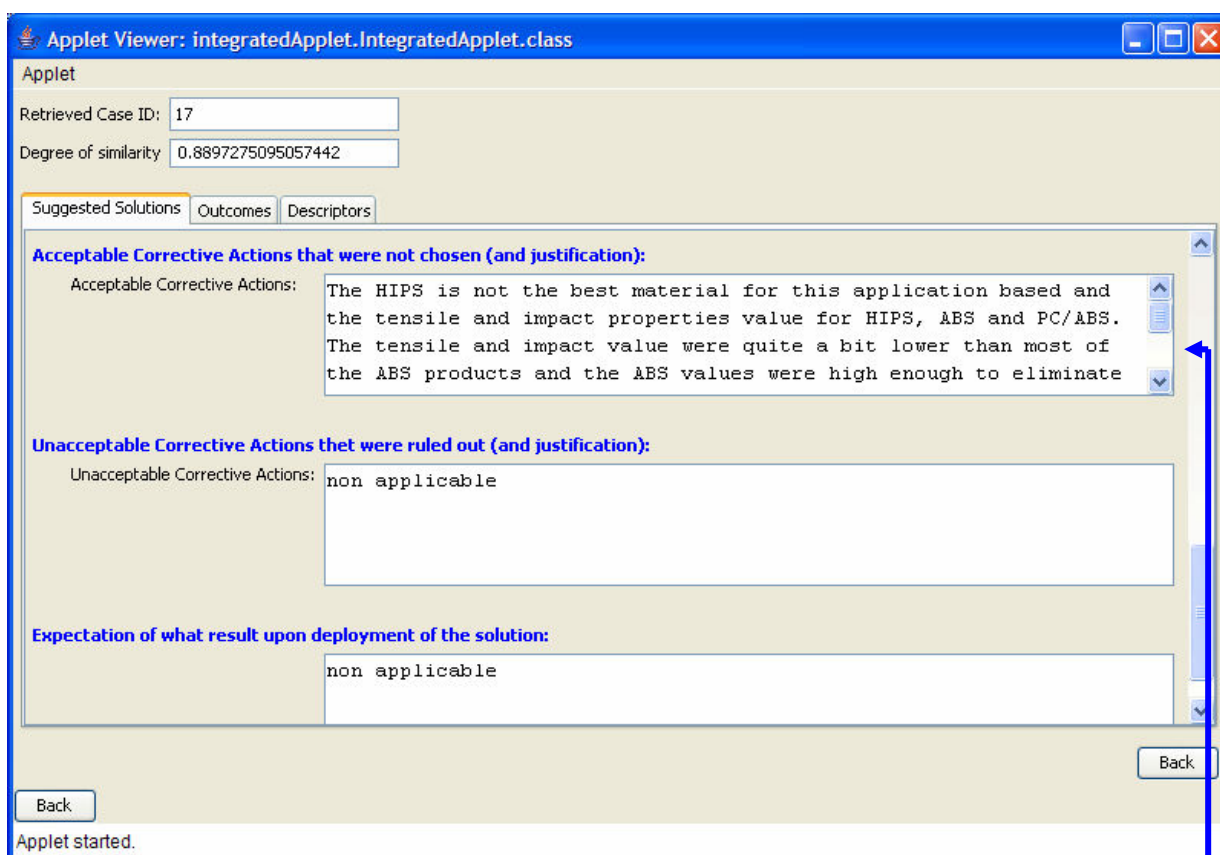 Applet Viewer: integratedApplet.IntegratedApplet.class
Applet
Retrieved Case ID: 17
Degree of similarity 0.8897275095057442
Suggested Solutions Outcomes Descriptors
Acceptable Corrective Actions that were not chosen (and justification):
Acceptable Corrective Actions: The HIPS is not the best material for this application based and
the tensile and impact properties value for HIPS, ABS and PC/ABS.
The tensile and impact value were quite a bit lower than most of
the ABS products and the ABS values were high enough to eliminate
Unacceptable Corrective Actions thet were ruled out (and justification):
Unacceptable Corrective Actions: non applicable
Expectation of what result upon deployment of the solution:
non applicable
Back
Back
Applet started.